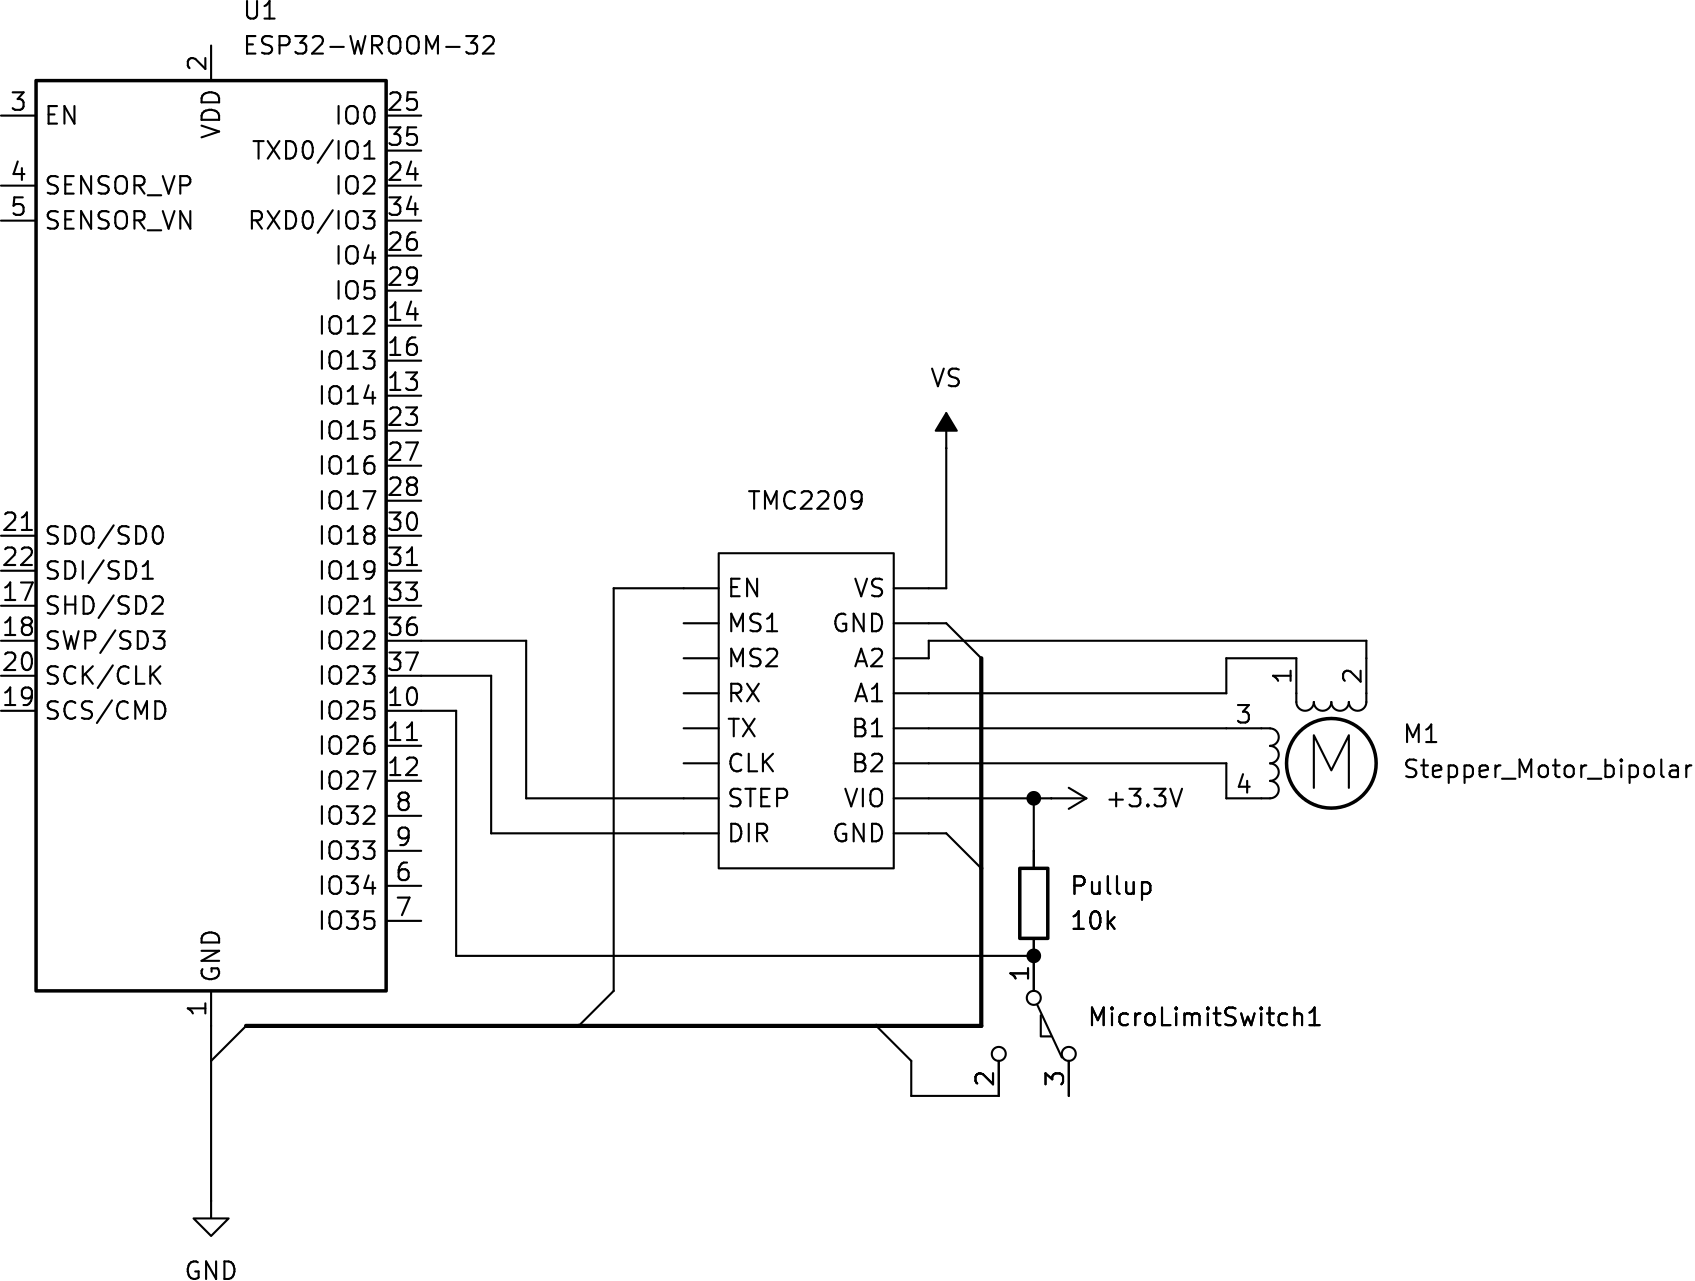 U1
ESP32-WROOM-32
2
VDD
3
EN
4
SENSOR_VP
5
SENSOR_VN
21
SDO/SD0
22
SDI/SD1
17
SHD/SD2
18
SWP/SD3
20
SCK/CLK
19
SCS/CMD
IO0
25
TXD0/IO1
35
IO2
24
RXD0/IO3
34
IO4
26
IO5
29
IO12
14
IO13
16
IO14
13
IO15
23
IO16
27
IO17
28
IO18
30
IO19
31
IO21
33
IO22
36
IO23
37
IO25
10
IO26
11
IO27
12
IO32
8
IO33
9
IO34
6
IO35
7
GND
1
GND
TMC2209
EN
MS1
MS2
RX
TX
CLK
STEP
DIR
VS
GND
A2
A1
B1
B2
VIO
GND
VS
1
2
3
4
M
M1
Stepper_Motor_bipolar
+3.3V
Pullup
10k
1
MicroLimitSwitch1
2
3